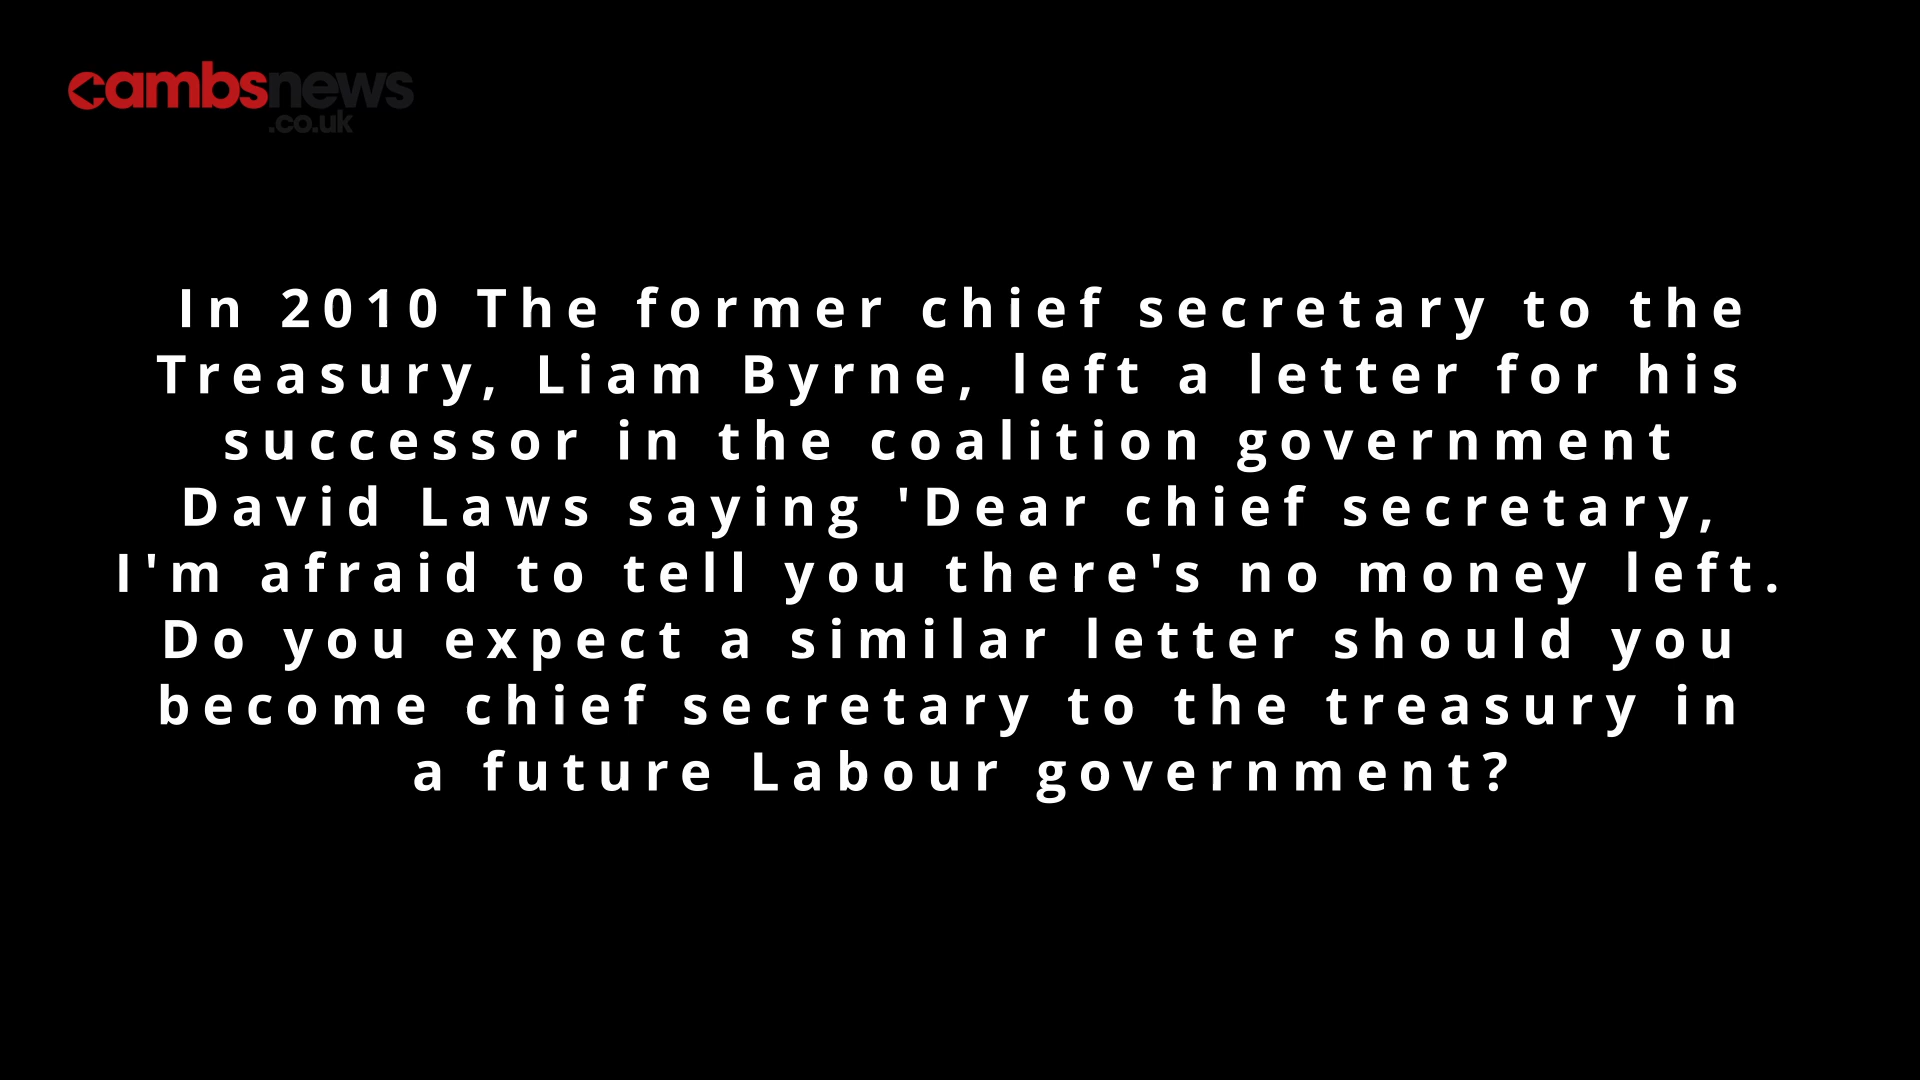 cambsnews
.co.uk
In 2010 The former chief secretary to the
Treasury, Liam Byrne, left a letter for his
successor in the coalition government
David Laws saying 'Dear chief secretary,
I'm afraid to tell you there's no money left.
Do you expect a similar letter should you
become chief secretary to the treasury in
a future Labour government?